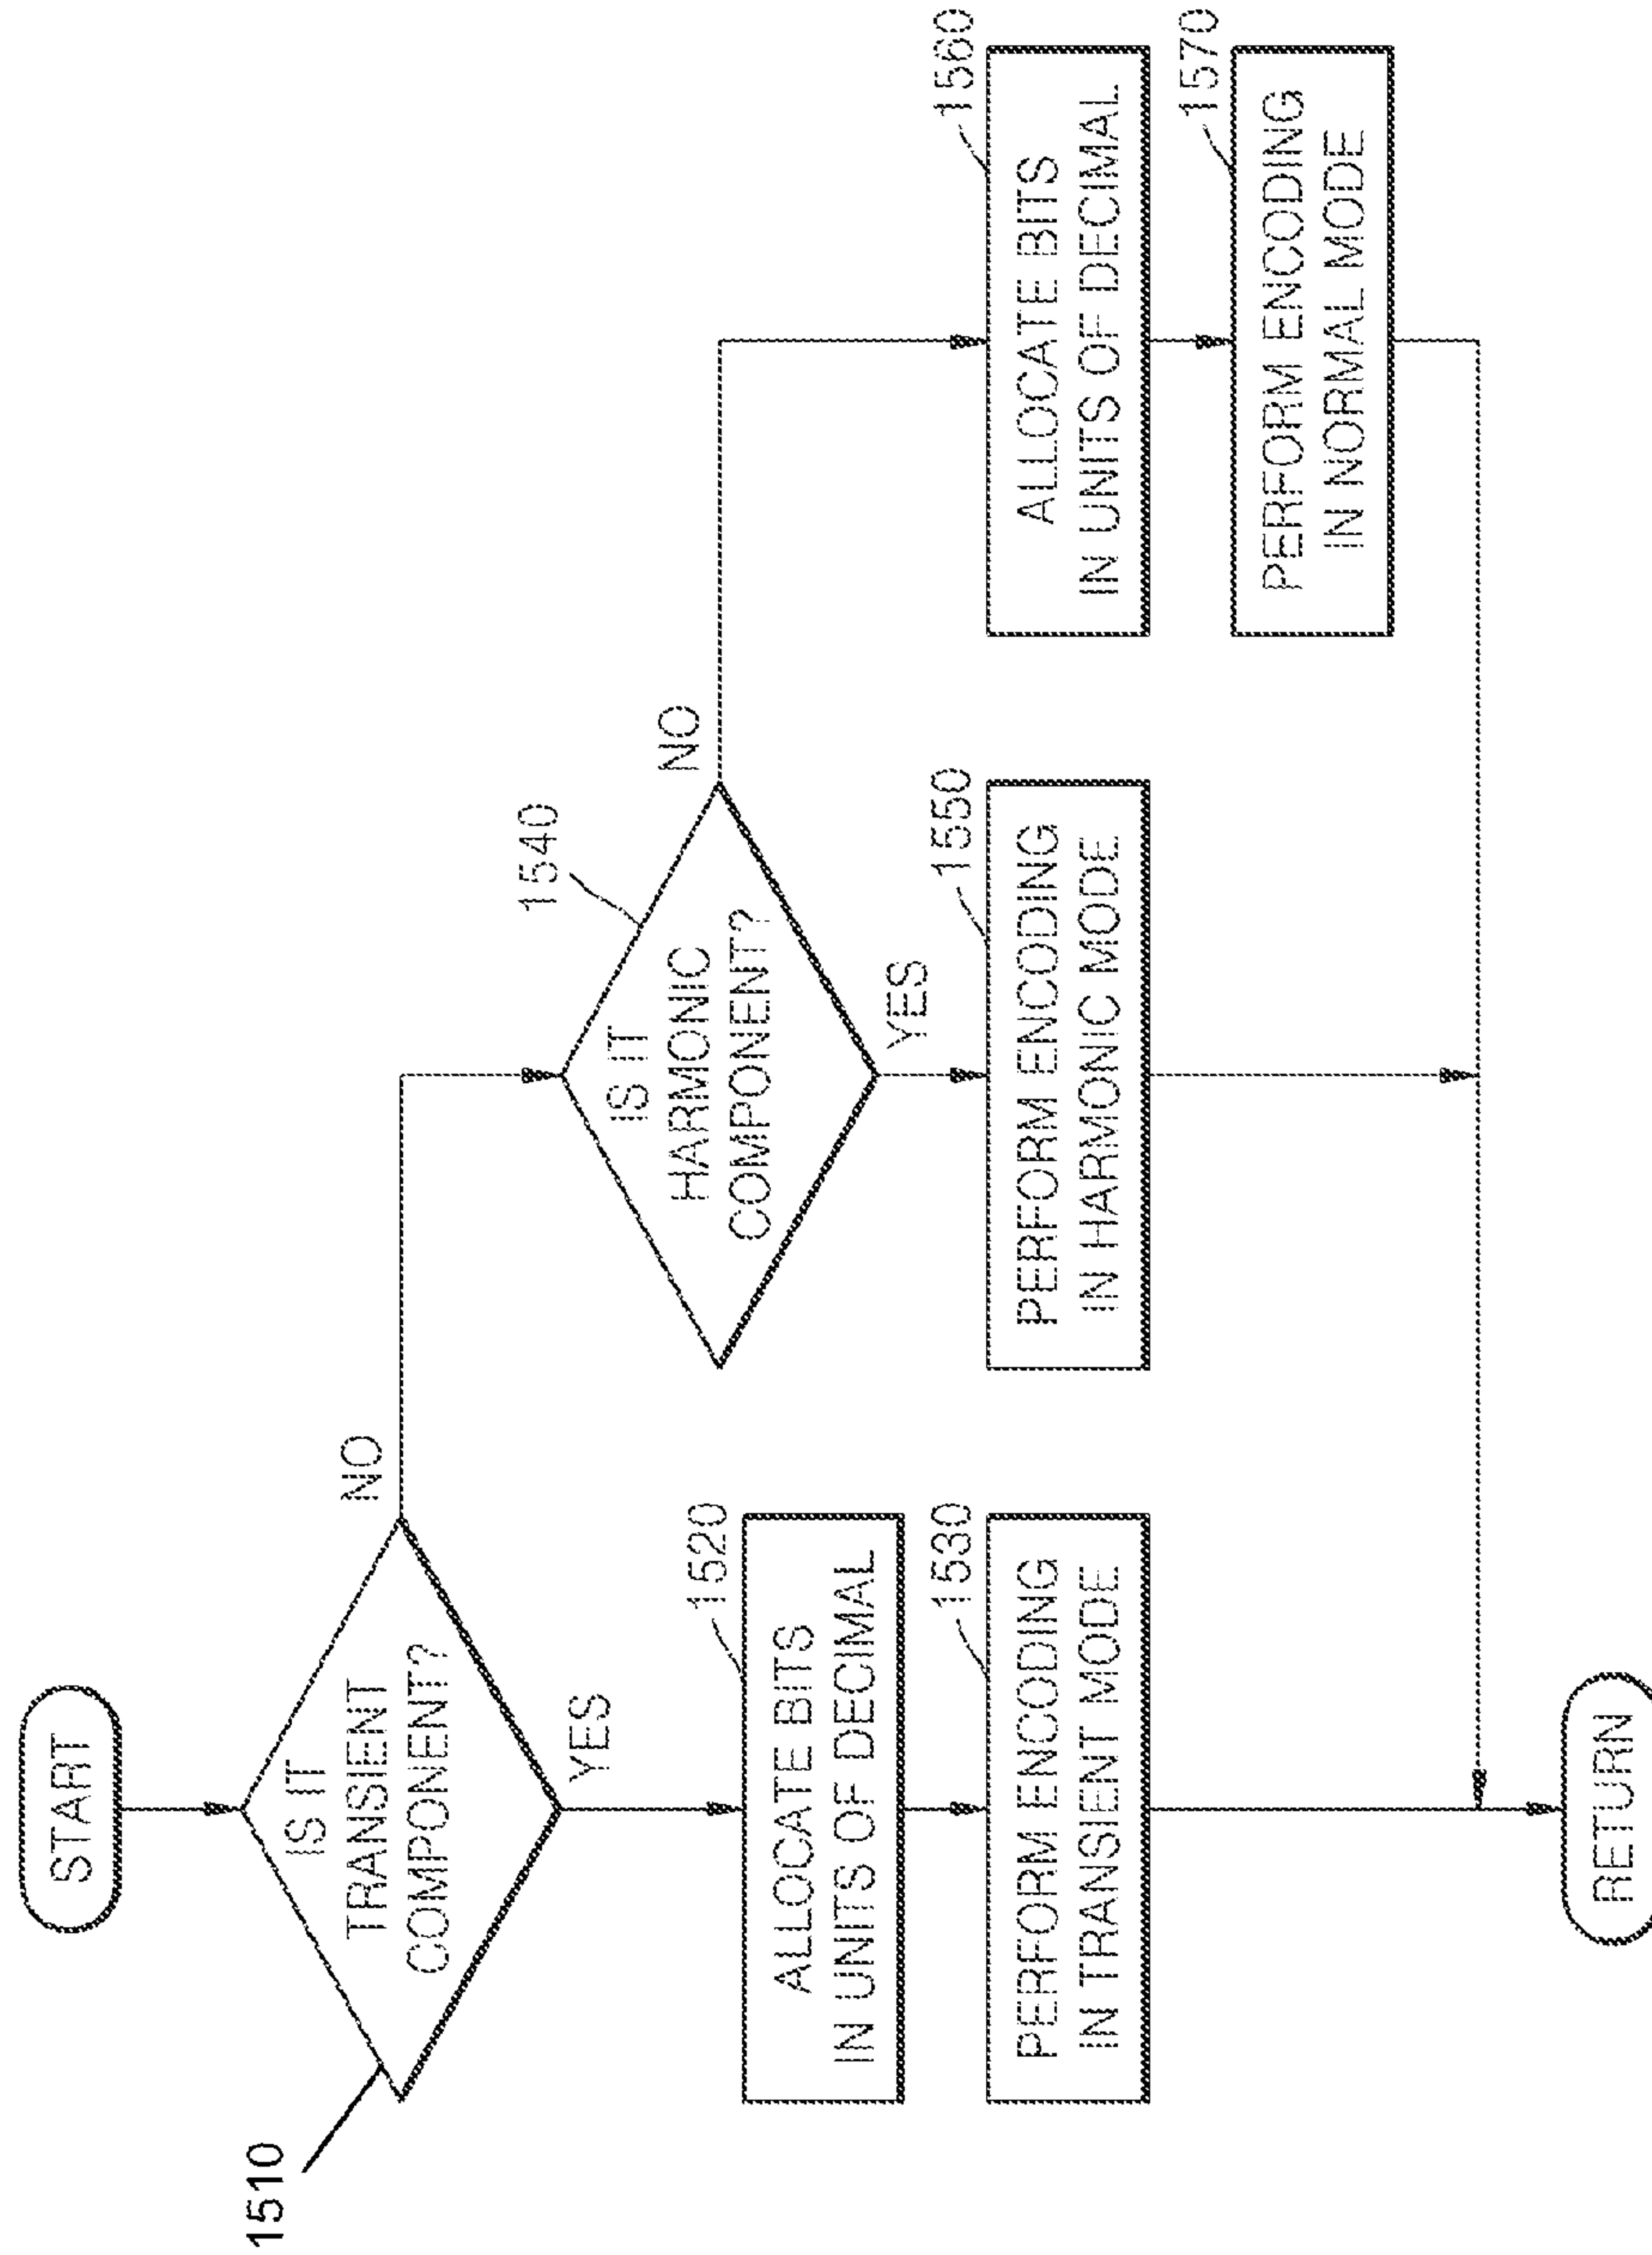 START
1510
IS IT
TRANSIENT
COMPONENT?
NO
YES
1520
ALLOCATE BITS
IN UNITS OF DECIMAL
1530
PERFORM ENCODING
IN TRANSIENT MODE
1540
IS IT
HARMONIC
COMPONENT?
NO
YES
1550
PERFORM ENCODING
IN HARMONIC MODE
1560
ALLOCATE BITS
IN UNITS OF DECIMAL
1570
PERFORM ENCODING
IN NORMAL MODE
RETURN